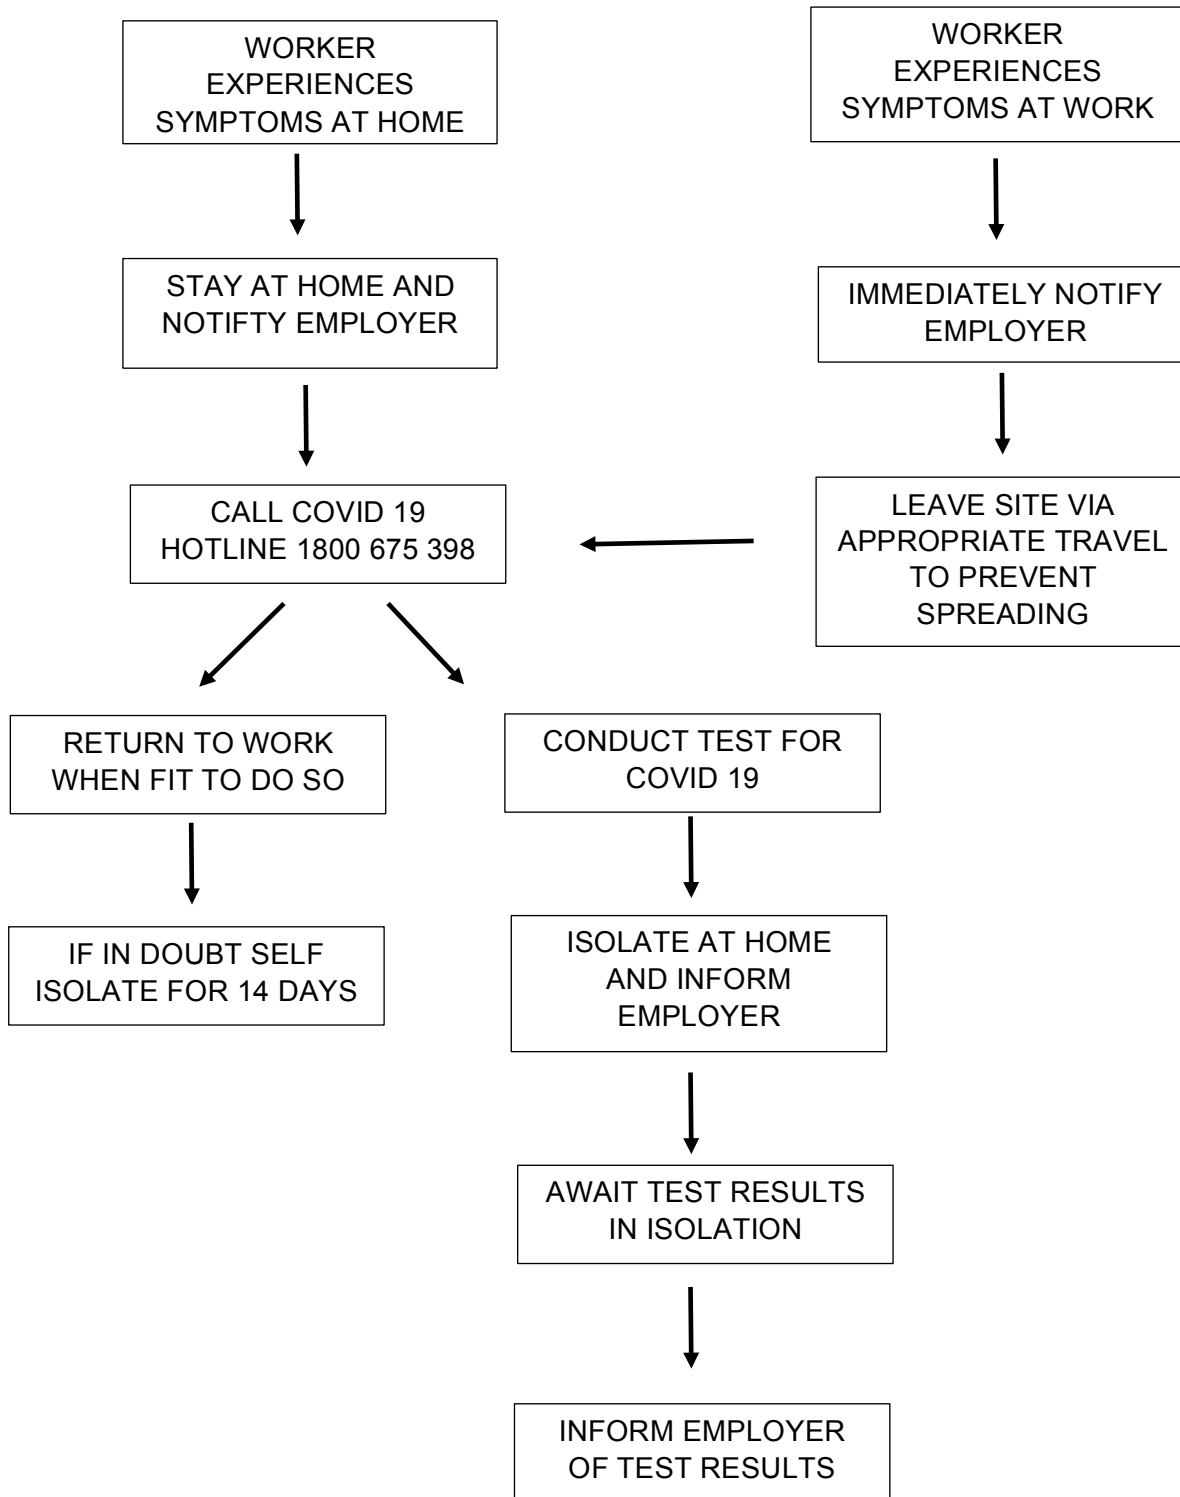 WORKER
EXPERIENCES
SYMPTOMS AT HOME
WORKER
EXPERIENCES
SYMPTOMS AT WORK
STAY AT HOME AND
NOTIFTY EMPLOYER
IMMEDIATELY NOTIFY
EMPLOYER
CALL COVID 19
HOTLINE 1800 675 398
LEAVE SITE VIA
APPROPRIATE TRAVEL
TO PREVENT
SPREADING
RETURN TO WORK
WHEN FIT TO DO SO
CONDUCT TEST FOR
COVID 19
IF IN DOUBT SELF
ISOLATE FOR 14 DAYS
ISOLATE AT HOME
AND INFORM
EMPLOYER
AWAIT TEST RESULTS
IN ISOLATION
INFORM EMPLOYER
OF TEST RESULTS